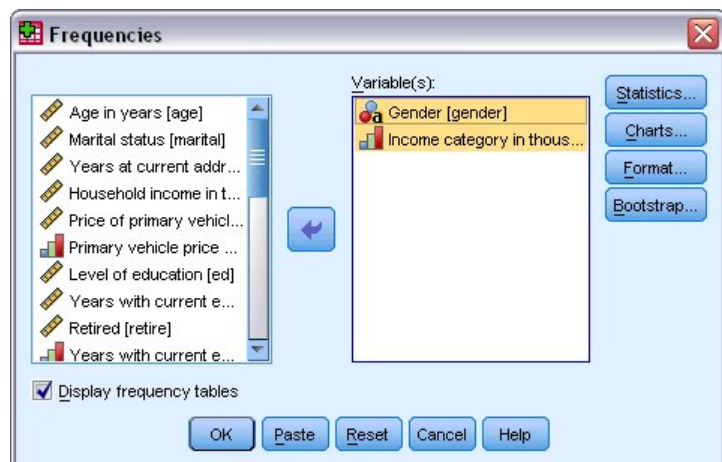 Frequencies
Variable(s):
Age in years [age]
Marital status [marital]
Years at current addr...
Household income in t...
Price of primary vehicl...
Primary vehicle price ...
Level of education [ed]
Years with current e...
Retired [retire]
Years with current e...
Gender [gender]
Income category in thous...
Statistics...
Charts...
Format...
Bootstrap...
Display frequency tables
OK
Paste
Reset
Cancel
Help